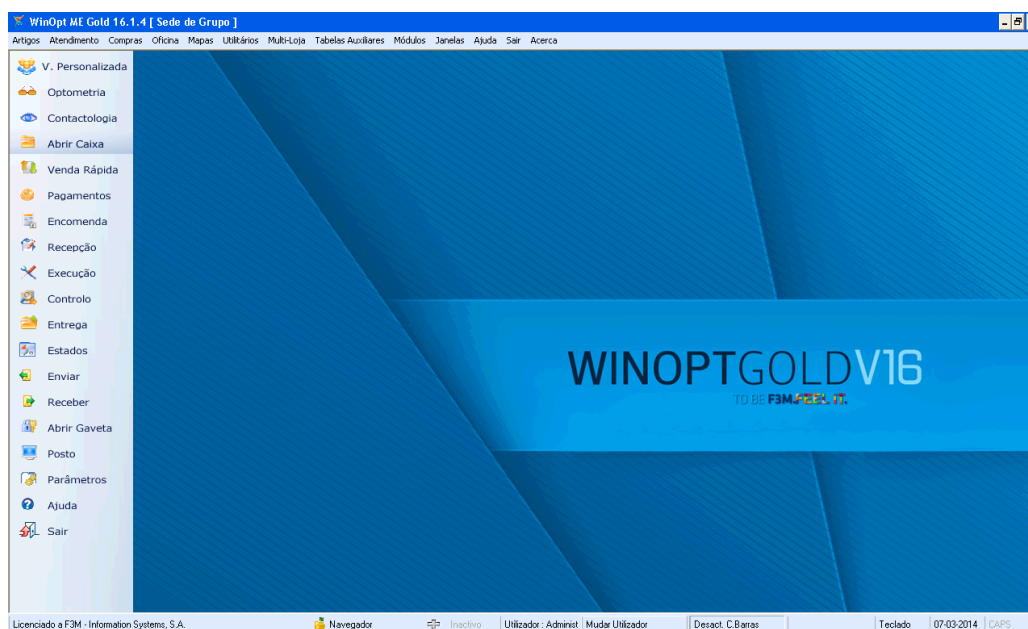 WinOpt ME Gold 16.1.4 [ Sede de Grupo ]
Artigos Atendimento Compras Oficina Mapas Utilitários Multi-Loja Tabelas Auxiliares Módulos Janelas Ajuda Sair Acerca
V. Personalizada
Optometria
Contactologia
Abrir Caixa
Venda Rápida
Pagamentos
Encomenda
Recepção
Execução
Controlo
Entrega
Estados
Enviar
Receber
Abrir Gaveta
Posto
Parâmetros
Ajuda
Sair
WINOPTGOLDV16
TO BE F3M.FEEL IT.
Licenciado a F3M - Information Systems, S.A. Navegador Inactivo Utilizador : Administ Mudar Utilizador Desact. C.Barras Teclado 07-03-2014 CAPS